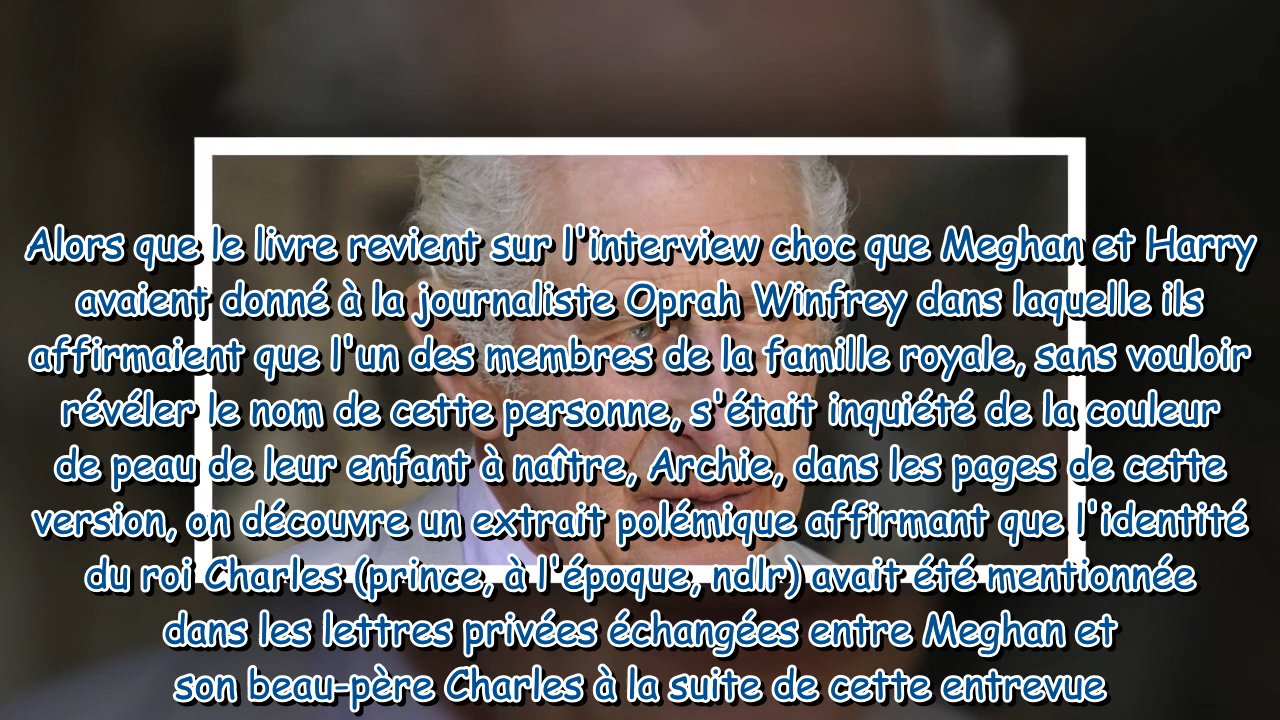 Alors que le livre revient sur l'interview choc que Meghan et Harry
avaient donné à la journaliste Oprah Winfrey dans laquelle ils
affirmaient que l'un des membres de la famille royale, sans vouloir
révéler le nom de cette personne, s'était inquiété de la couleur
de peau de leur enfant à naître, Archie, dans les pages de cette
version, on découvre un extrait polémique affirmant que l'identité
du roi Charles (prince, à l'époque, ndlr) avait été mentionnée
dans les lettres privées échangées entre Meghan et
son beau-père Charles à la suite de cette entrevue